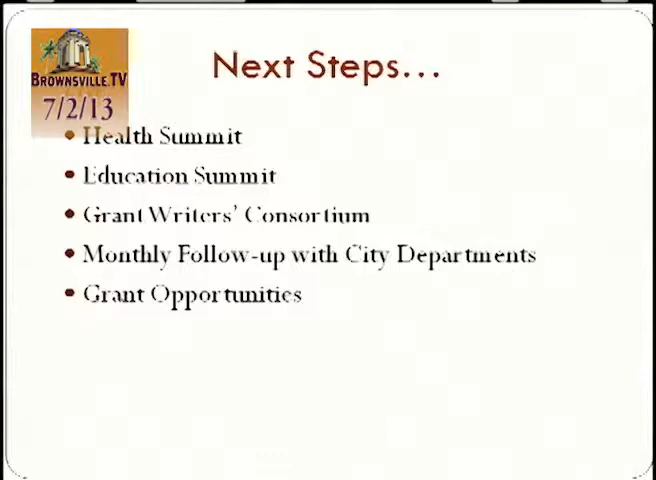 BROWNSVILLE.TV
7/2/13
Next Steps...
• Health Summit
• Education Summit
• Grant Writers' Consortium
• Monthly Follow-up with City Departments
• Grant Opportunities